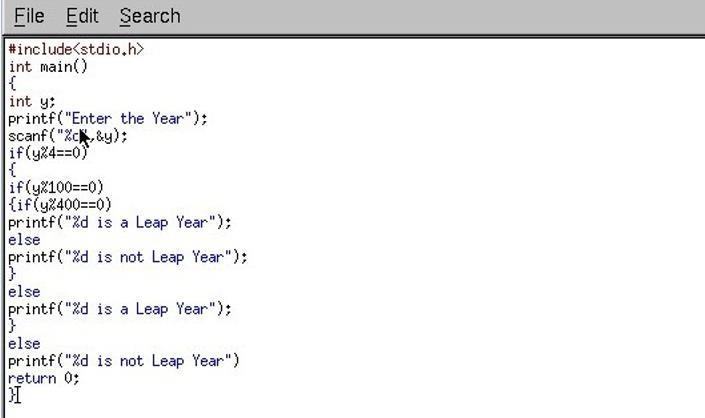 File Edit Search
#include<stdio.h>
int main()
{
int y;
printf("Enter the Year");
scanf("%d",&y);
if(y%4==0)
{
if(y%100==0)
{if(y%400==0)
printf("%d is a Leap Year");
else
printf("%d is not Leap Year");
}
else
printf("%d is a Leap Year");
}
else
printf("%d is not Leap Year")
return 0;
}